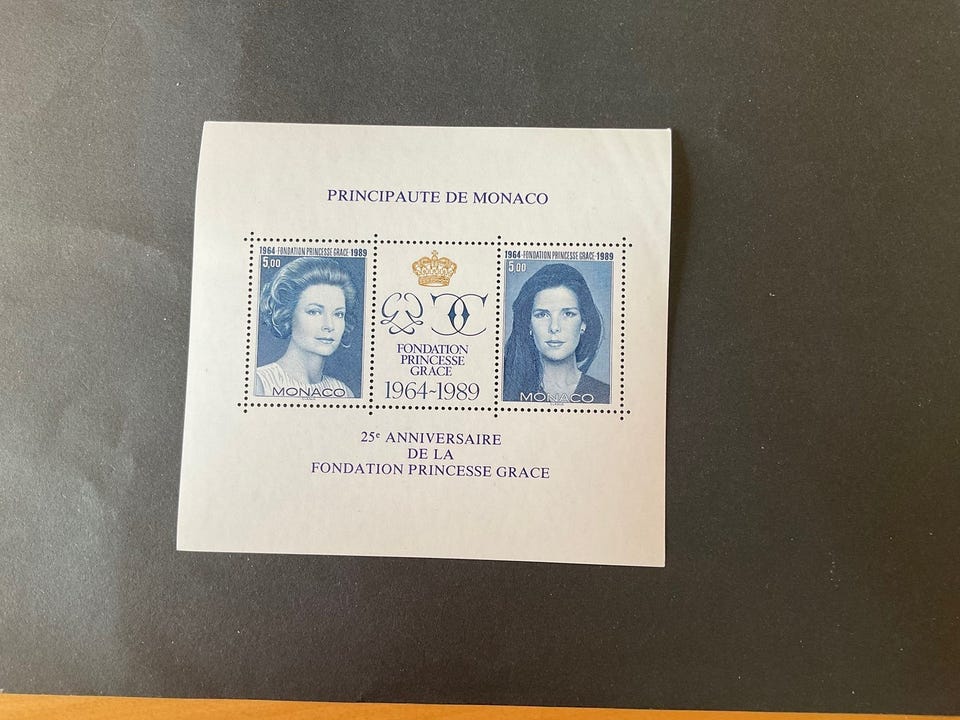 PRINCIPAUTE DE MONACO
1964-FONDATION PRINCESSE GRACE-1989
5,00
MONACO
FONDATION
PRINCESSE
GRACE
1964~1989
1964-FONDATION PRINCESSE GRACE-1989
5,00
MONACO
25e ANNIVERSAIRE
DE LA
FONDATION PRINCESSE GRACE